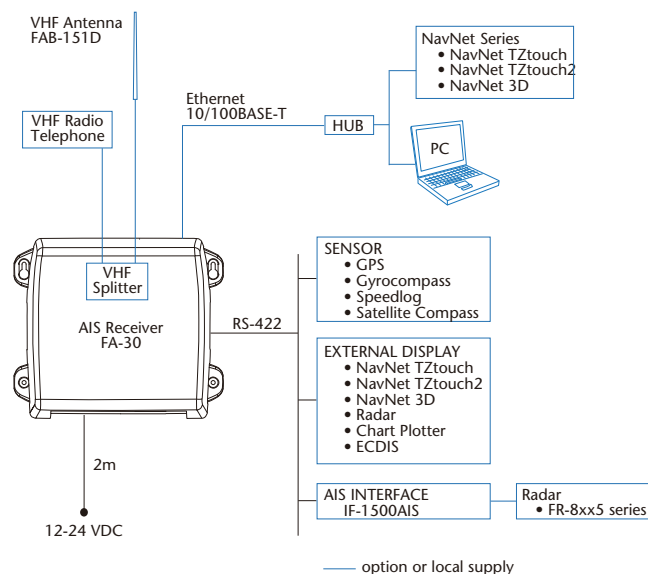 VHF Antenna
FAB-151D
VHF Radio
Telephone
Ethernet
10/100BASE-T
HUB
NavNet Series
• NavNet TZtouch
• NavNet TZtouch2
• NavNet 3D
PC
VHF
Splitter
AIS Receiver
FA-30
RS-422
SENSOR
• GPS
• Gyrocompass
• Speedlog
• Satellite Compass
EXTERNAL DISPLAY
• NavNet TZtouch
• NavNet TZtouch2
• NavNet 3D
• Radar
• Chart Plotter
• ECDIS
AIS INTERFACE
IF-1500AIS
Radar
• FR-8xx5 series
2m
12-24 VDC
option or local supply